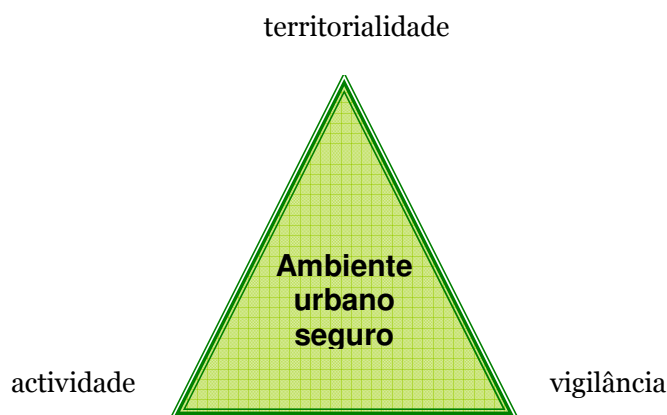 territorialidade
Ambiente
urbano
seguro
actividade
vigilância